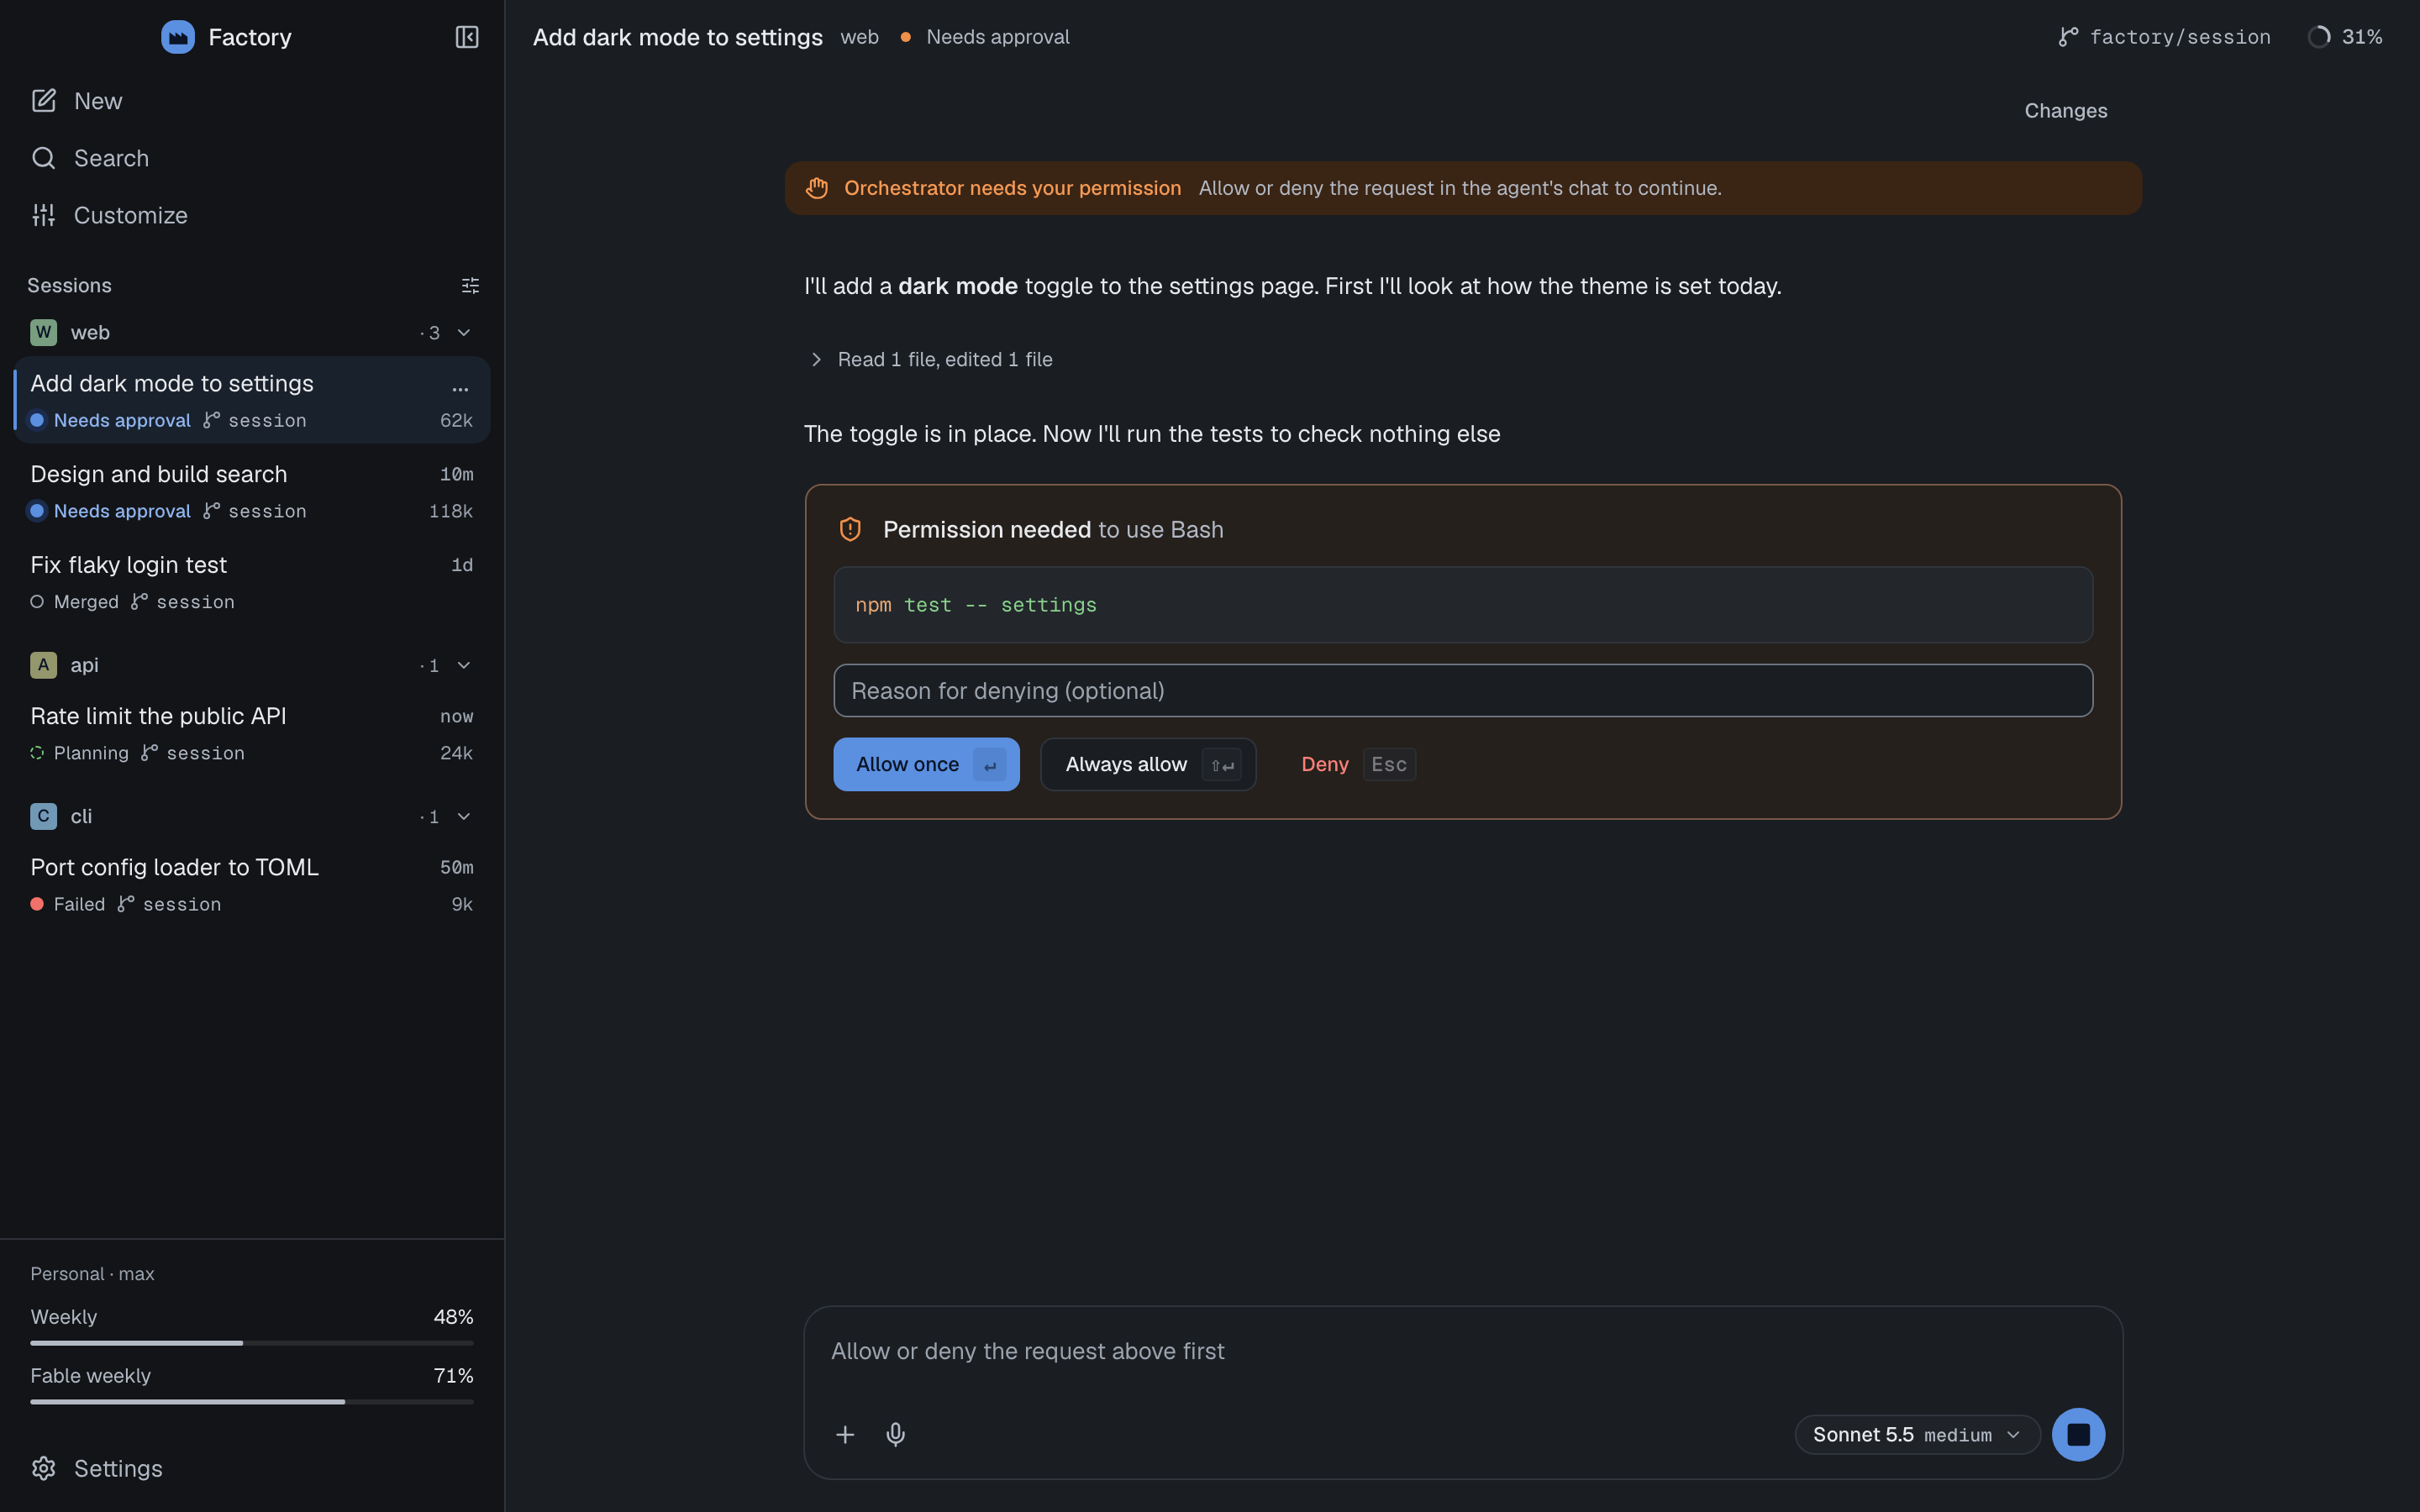 Factory
New
Search
Customize
Sessions
W web · 3
Add dark mode to settings ...
Needs approval session 62k
Design and build search 10m
Needs approval session 118k
Fix flaky login test 1d
Merged session
A api · 1
Rate limit the public API now
Planning session 24k
C cli · 1
Port config loader to TOML 50m
Failed session 9k
Personal · max
Weekly 48%
Fable weekly 71%
Settings
Add dark mode to settings web Needs approval factory/session 31%
Changes
Orchestrator needs your permission Allow or deny the request in the agent's chat to continue.
I'll add a dark mode toggle to the settings page. First I'll look at how the theme is set today.
Read 1 file, edited 1 file
The toggle is in place. Now I'll run the tests to check nothing else
Permission needed to use Bash
npm test -- settings
Reason for denying (optional)
Allow once ↵ Always allow ⇧↵ Deny Esc
Allow or deny the request above first
Sonnet 5.5 medium